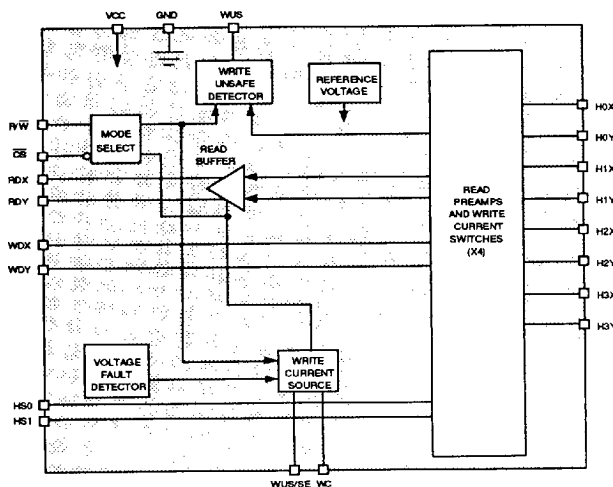 VCC GND WUS
WRITE
UNSAFE
DETECTOR
REFERENCE
VOLTAGE
R/W̅
C̅S̅
MODE
SELECT
READ
BUFFER
RDX
RDY
WDX
WDY
READ
PREAMPS
AND WRITE
CURRENT
SWITCHES
(X4)
H0X
H0Y
H1X
H1Y
H2X
H2Y
H3X
H3Y
VOLTAGE
FAULT
DETECTOR
WRITE
CURRENT
SOURCE
HS0
HS1
WUS/SE WC